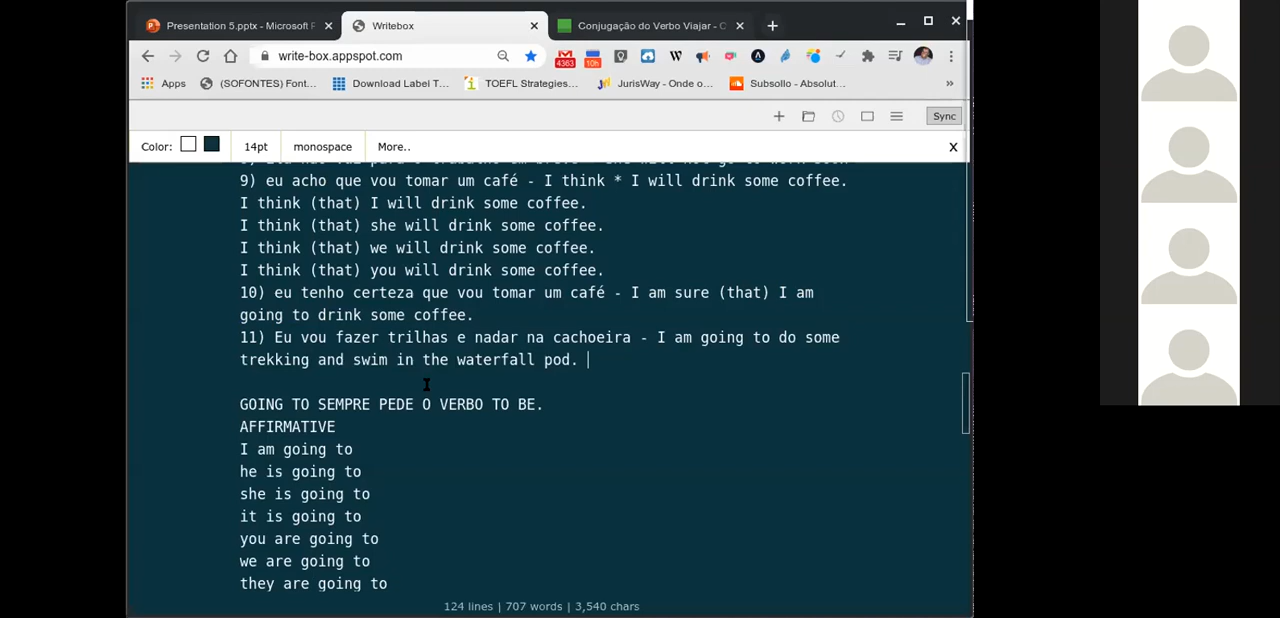 Presentation 5.pptx - Microsoft P
Writebox
Conjugação do Verbo Viajar - C
write-box.appspot.com
4363
10h
W
Apps
(SOFONTES) Font...
Download Label T...
TOEFL Strategies...
JurisWay - Onde o...
Subsollo - Absolut...
»
Sync
Color:
14pt
monospace
More..
x
9) eu acho que vou tomar um café - I think * I will drink some coffee.
I think (that) I will drink some coffee.
I think (that) she will drink some coffee.
I think (that) we will drink some coffee.
I think (that) you will drink some coffee.
10) eu tenho certeza que vou tomar um café - I am sure (that) I am
going to drink some coffee.
11) Eu vou fazer trilhas e nadar na cachoeira - I am going to do some
trekking and swim in the waterfall pod.
GOING TO SEMPRE PEDE O VERBO TO BE.
AFFIRMATIVE
I am going to
he is going to
she is going to
it is going to
you are going to
we are going to
they are going to
124 lines | 707 words | 3,540 chars